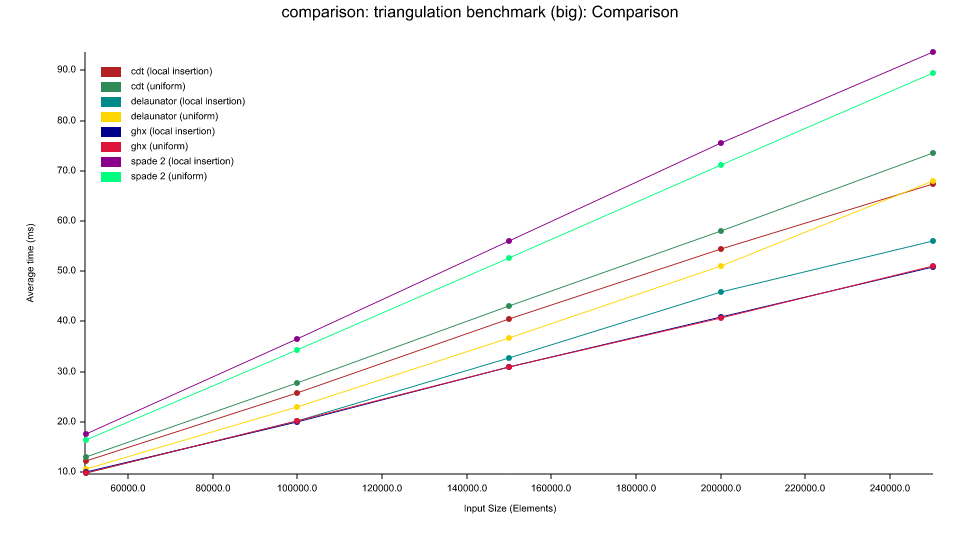 comparison: triangulation benchmark (big): Comparison
90.0
80.0
70.0
60.0
50.0
40.0
30.0
20.0
10.0
Average time (ms)
cdt (local insertion)
cdt (uniform)
delaunator (local insertion)
delaunator (uniform)
ghx (local insertion)
ghx (uniform)
spade 2 (local insertion)
spade 2 (uniform)
60000.0 80000.0 100000.0 120000.0 140000.0 160000.0 180000.0 200000.0 220000.0 240000.0
Input Size (Elements)